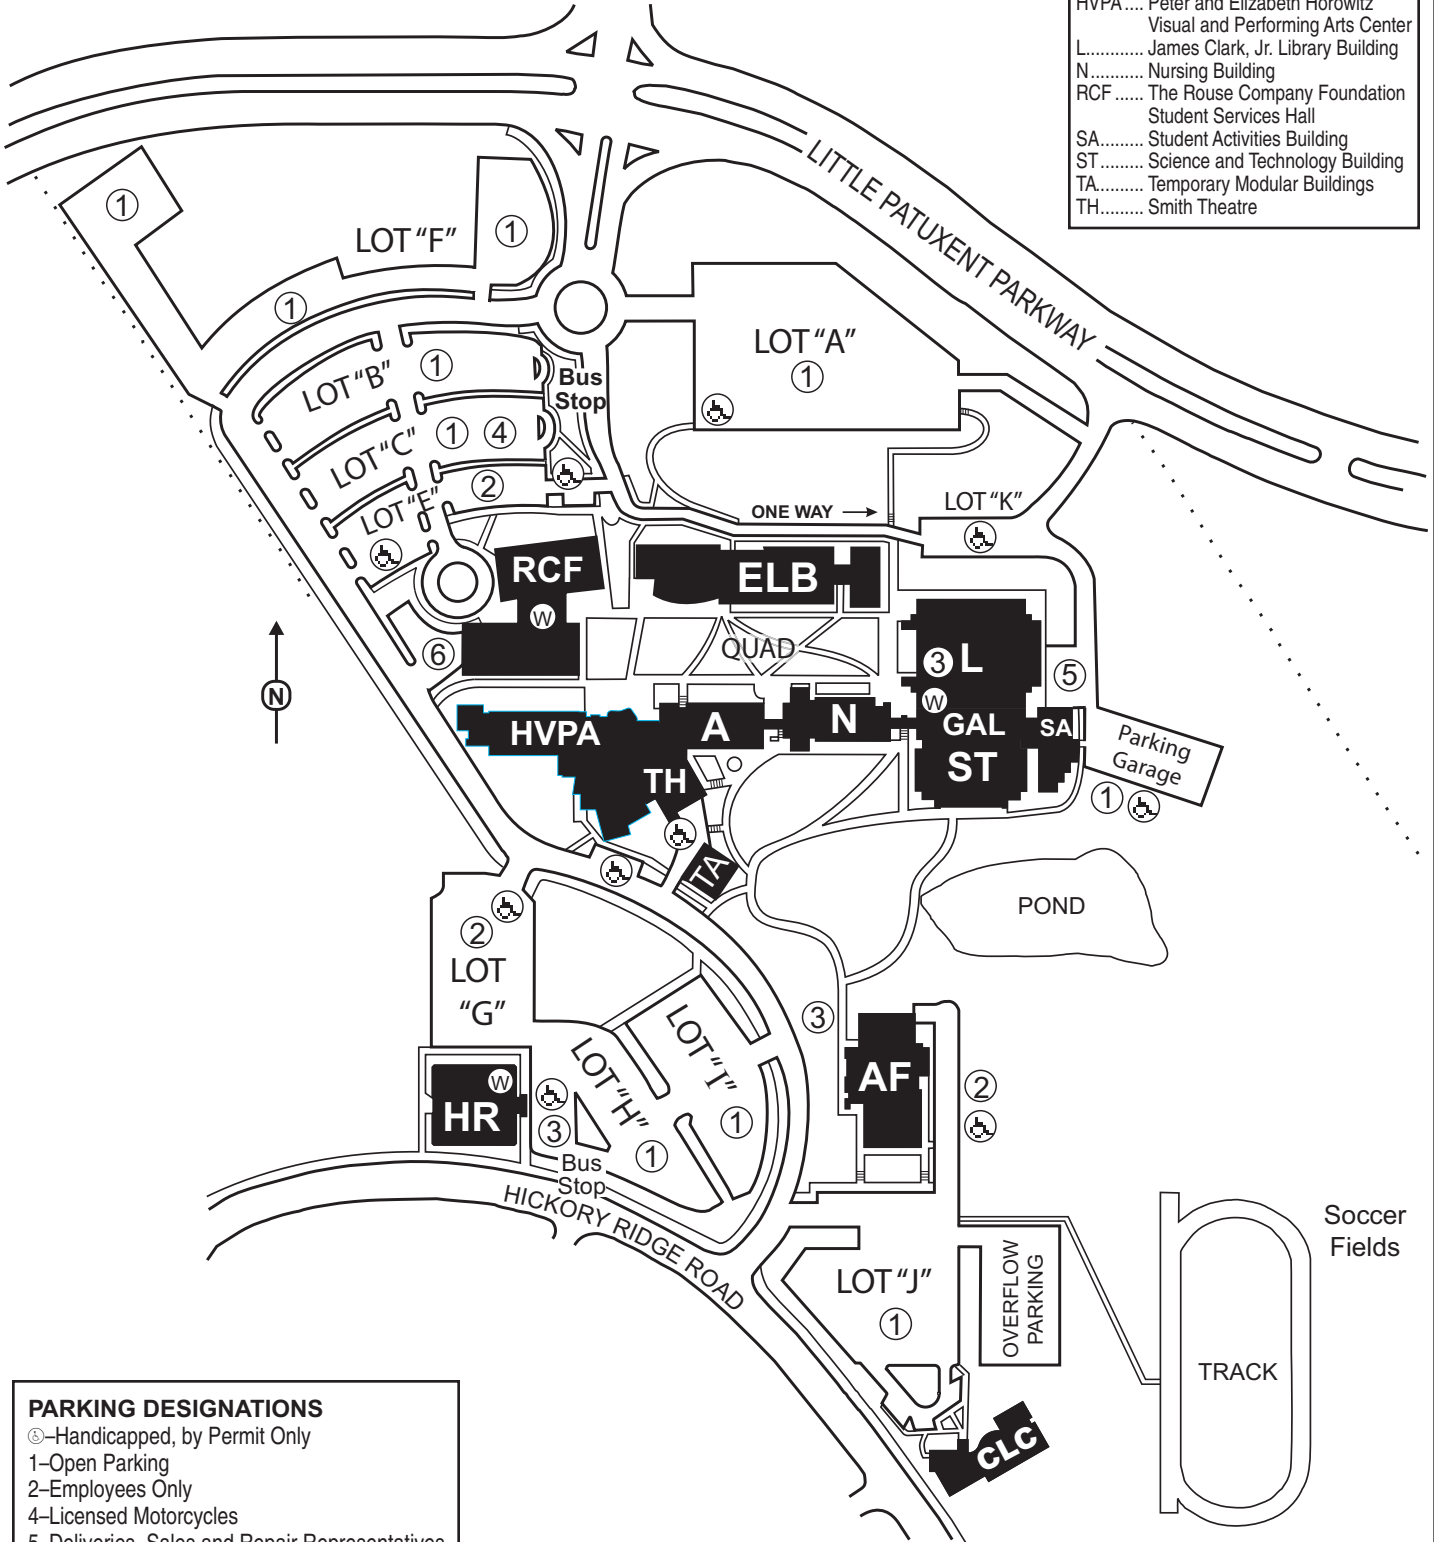 HVPA.... Peter and Elizabeth Horowitz
Visual and Performing Arts Center
L........... James Clark, Jr. Library Building
N........... Nursing Building
RCF ...... The Rouse Company Foundation
Student Services Hall
SA......... Student Activities Building
ST ......... Science and Technology Building
TA.......... Temporary Modular Buildings
TH......... Smith Theatre
LITTLE PATUXENT PARKWAY
1
LOT "F"
1
1
LOT "A"
1
LOT "B"
1
Bus
Stop
LOT "C"
1
4
LOT "E"
2
ONE WAY
LOT "K"
RCF
W
ELB
QUAD
6
3
L
W
5
N
HVPA
A
N
GAL
SA
ST
TH
Parking
Garage
1
TA
POND
2
LOT
"G"
3
LOT "I"
1
LOT "H"
1
AF
2
W
HR
3
Bus
Stop
HICKORY RIDGE ROAD
LOT "J"
1
OVERFLOW
PARKING
Soccer
Fields
TRACK
CLC
PARKING DESIGNATIONS
–Handicapped, by Permit Only
1–Open Parking
2–Employees Only
4–Licensed Motorcycles
5–Deliveries, Sales and Repair Representatives